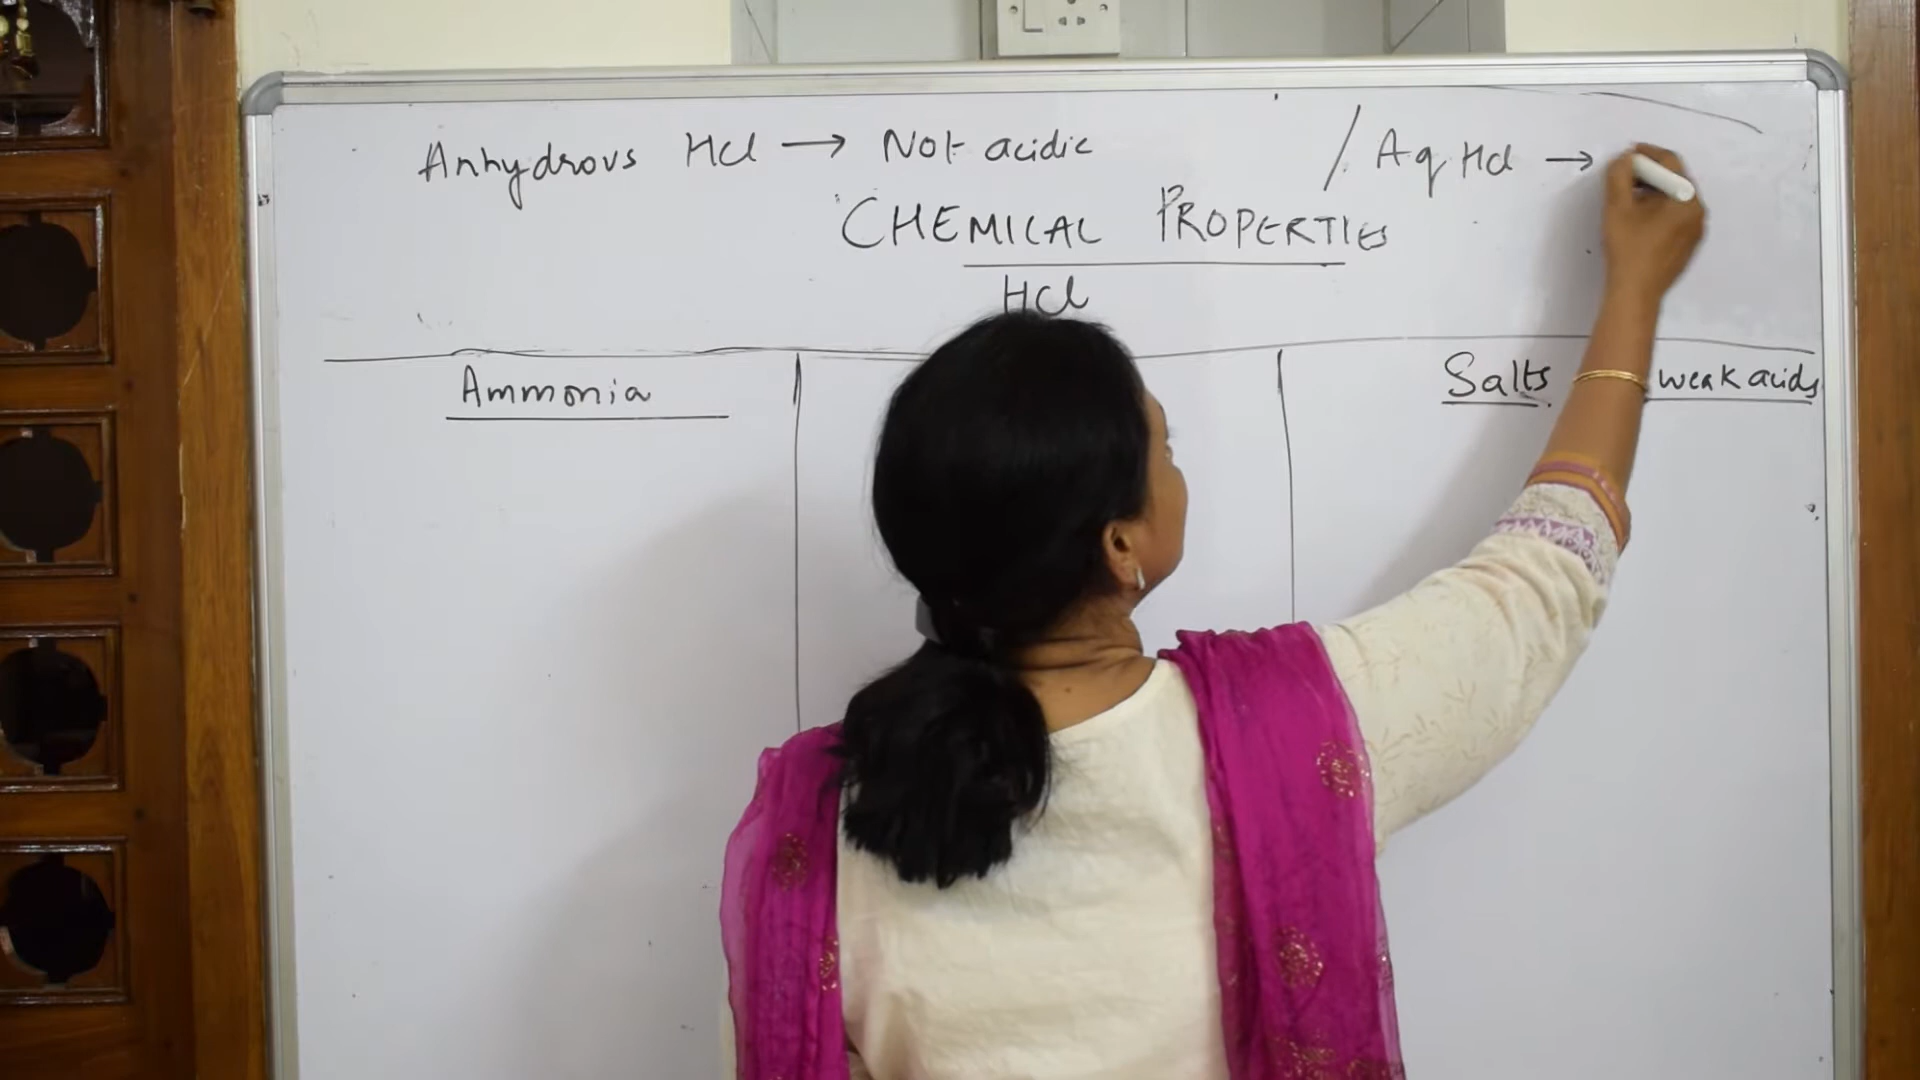 Anhydrous HCl → Not acidic / Aq HCl →
CHEMICAL PROPERTIES
HCl
Ammonia Salts weak acids